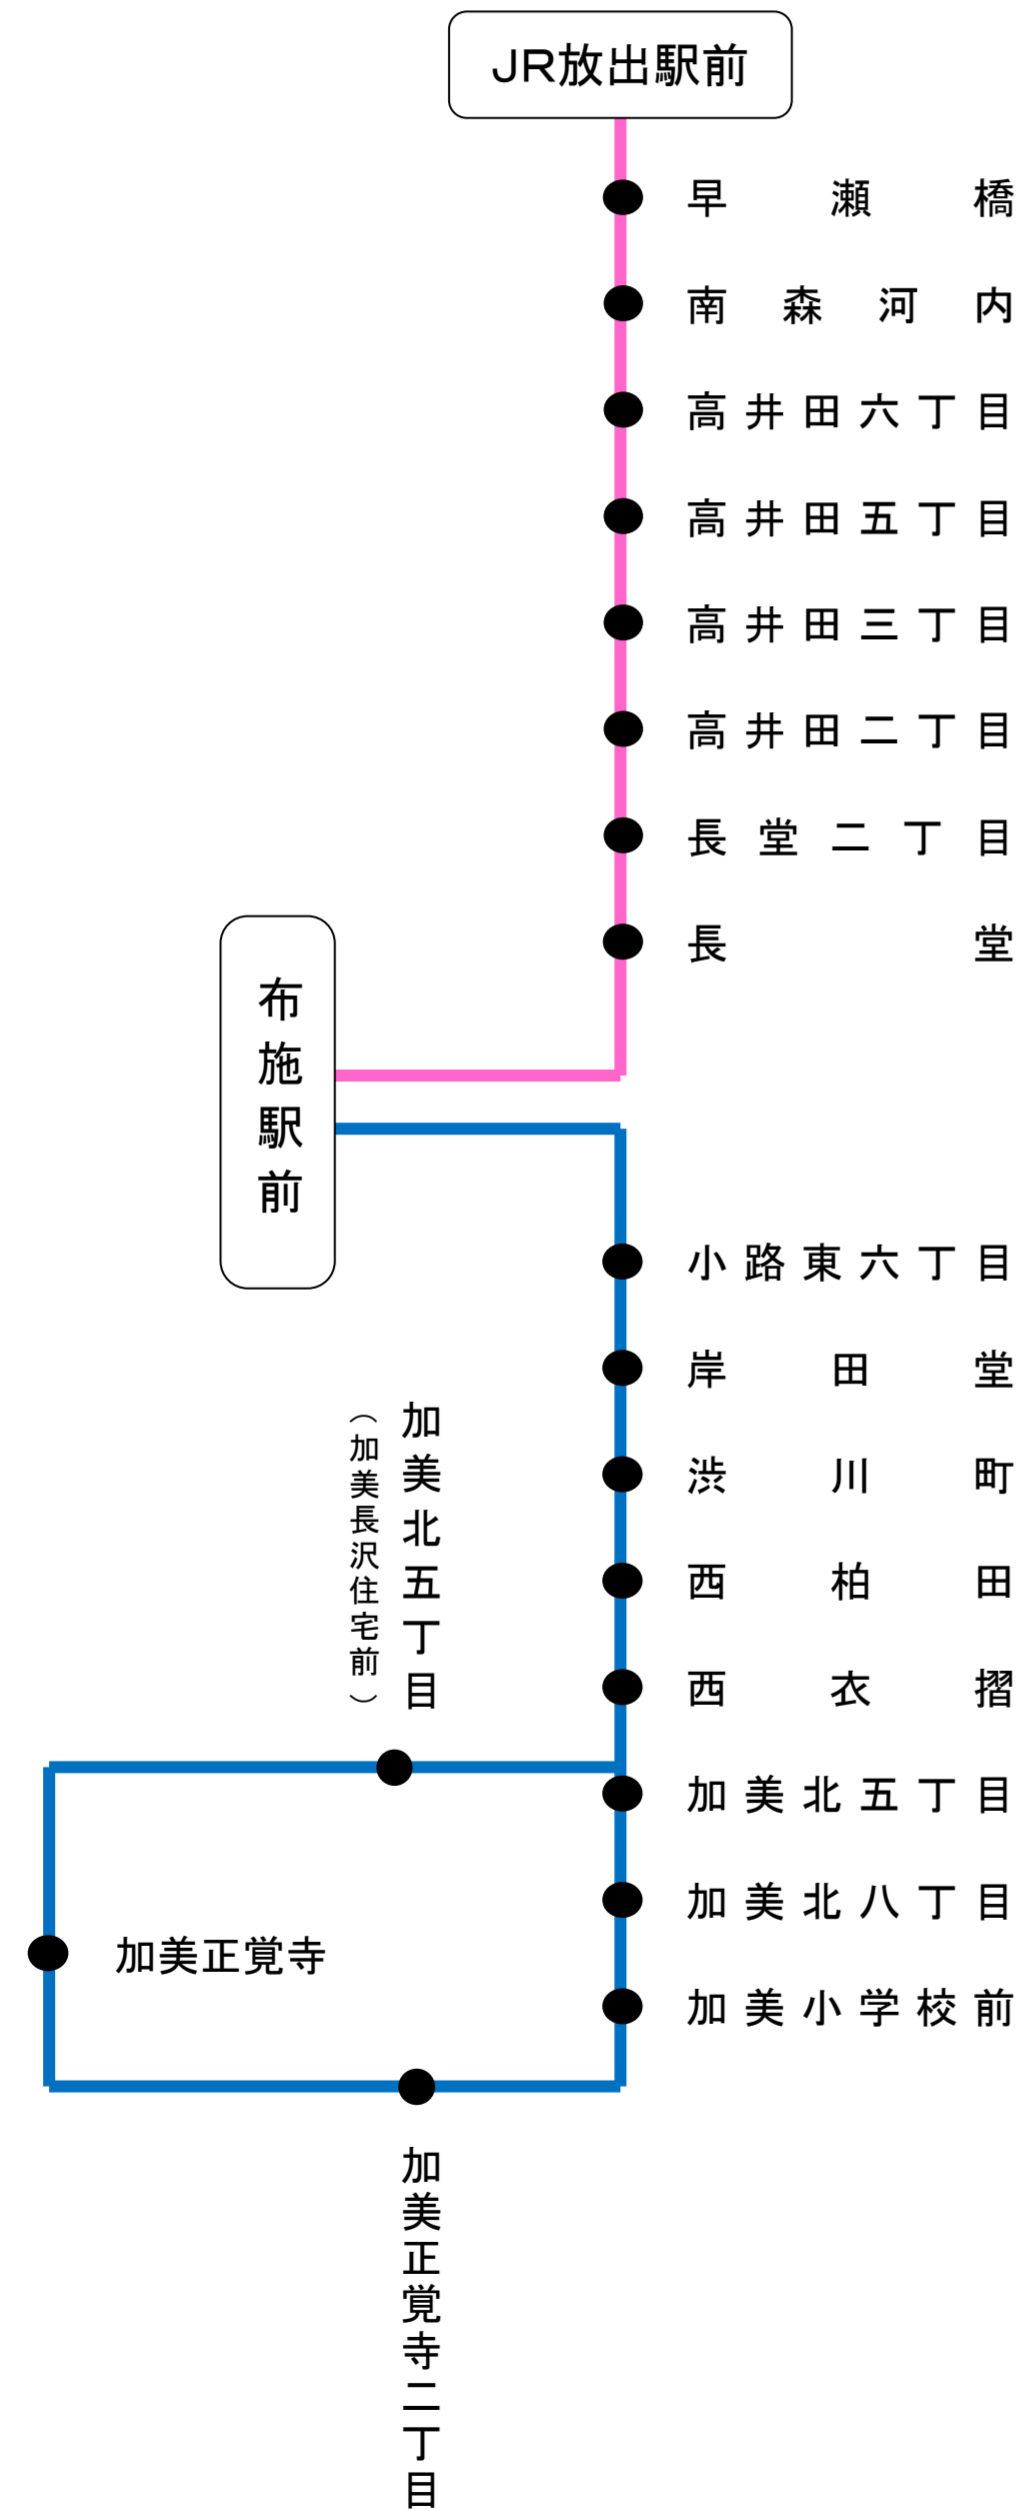 JR放出駅前
早瀬橋
南森河内
高井田六丁目
高井田五丁目
高井田三丁目
高井田二丁目
長堂二丁目
長堂
布施駅前
小路東六丁目
岸田堂
渋川町
西柏田
西衣摺
加美北五丁目
(加美長沢住宅前)
加美北五丁目
加美北八丁目
加美正覚寺
加美小学校前
加美正覚寺二丁目